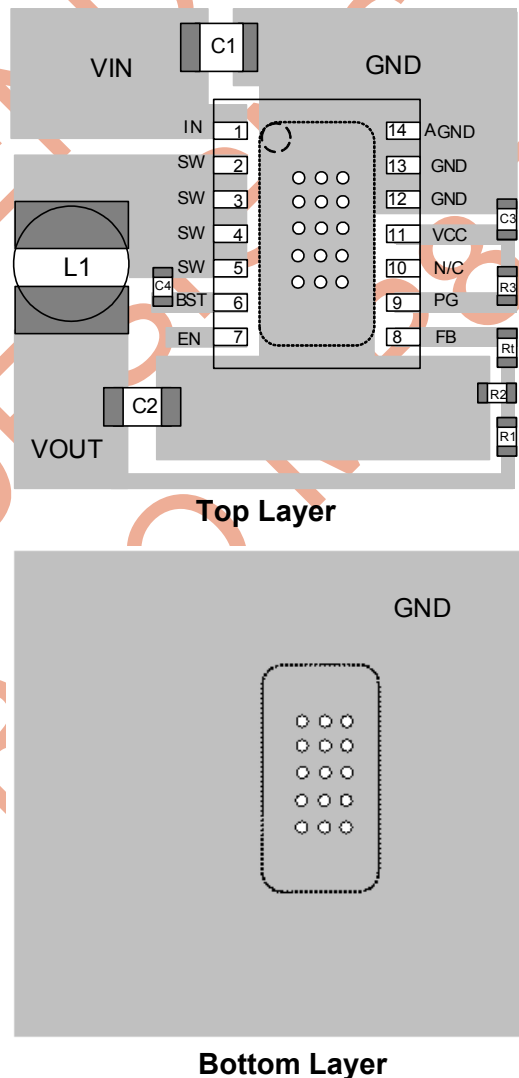 C1
VIN
GND
IN 1 14 AGND
SW 2 13 GND
SW 3 12 GND
C3
SW 4 11 VCC
L1
SW 5 10 N/C
C4
R3
BST 6 9 PG
EN 7 8 FB
Rt
R2
C2
R1
VOUT
Top Layer
GND
Bottom Layer